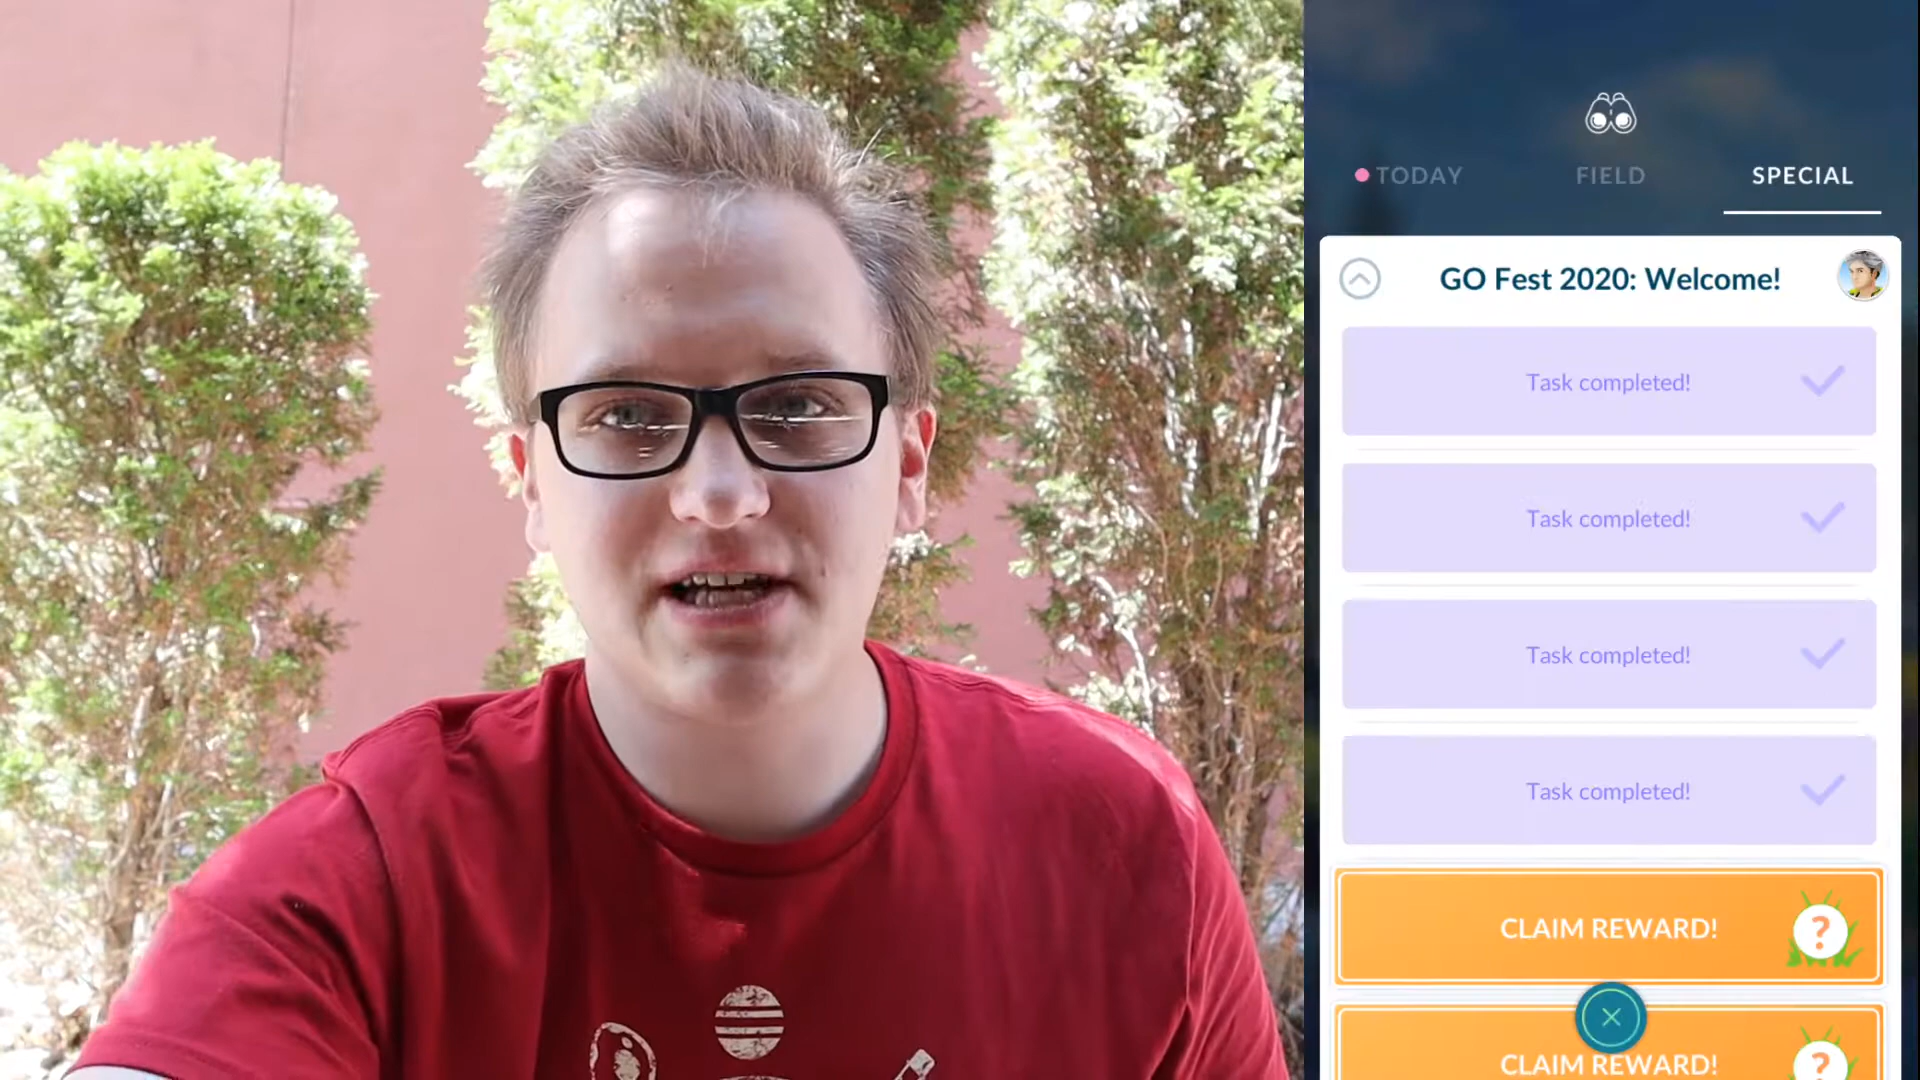 TODAY
FIELD
SPECIAL
GO Fest 2020: Welcome!
Task completed!
Task completed!
Task completed!
Task completed!
CLAIM REWARD!
?
CLAIM REWARD!
?